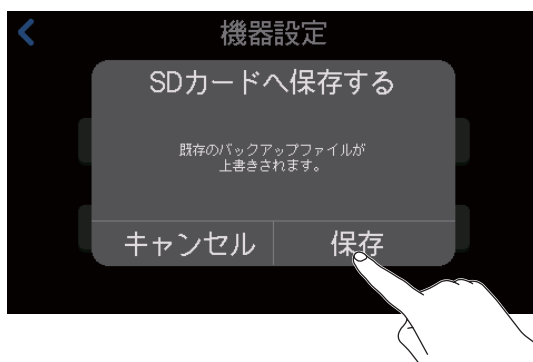 機器設定
SDカードへ保存する
既存のバックアップファイルが
上書きされます。
キャンセル
保存